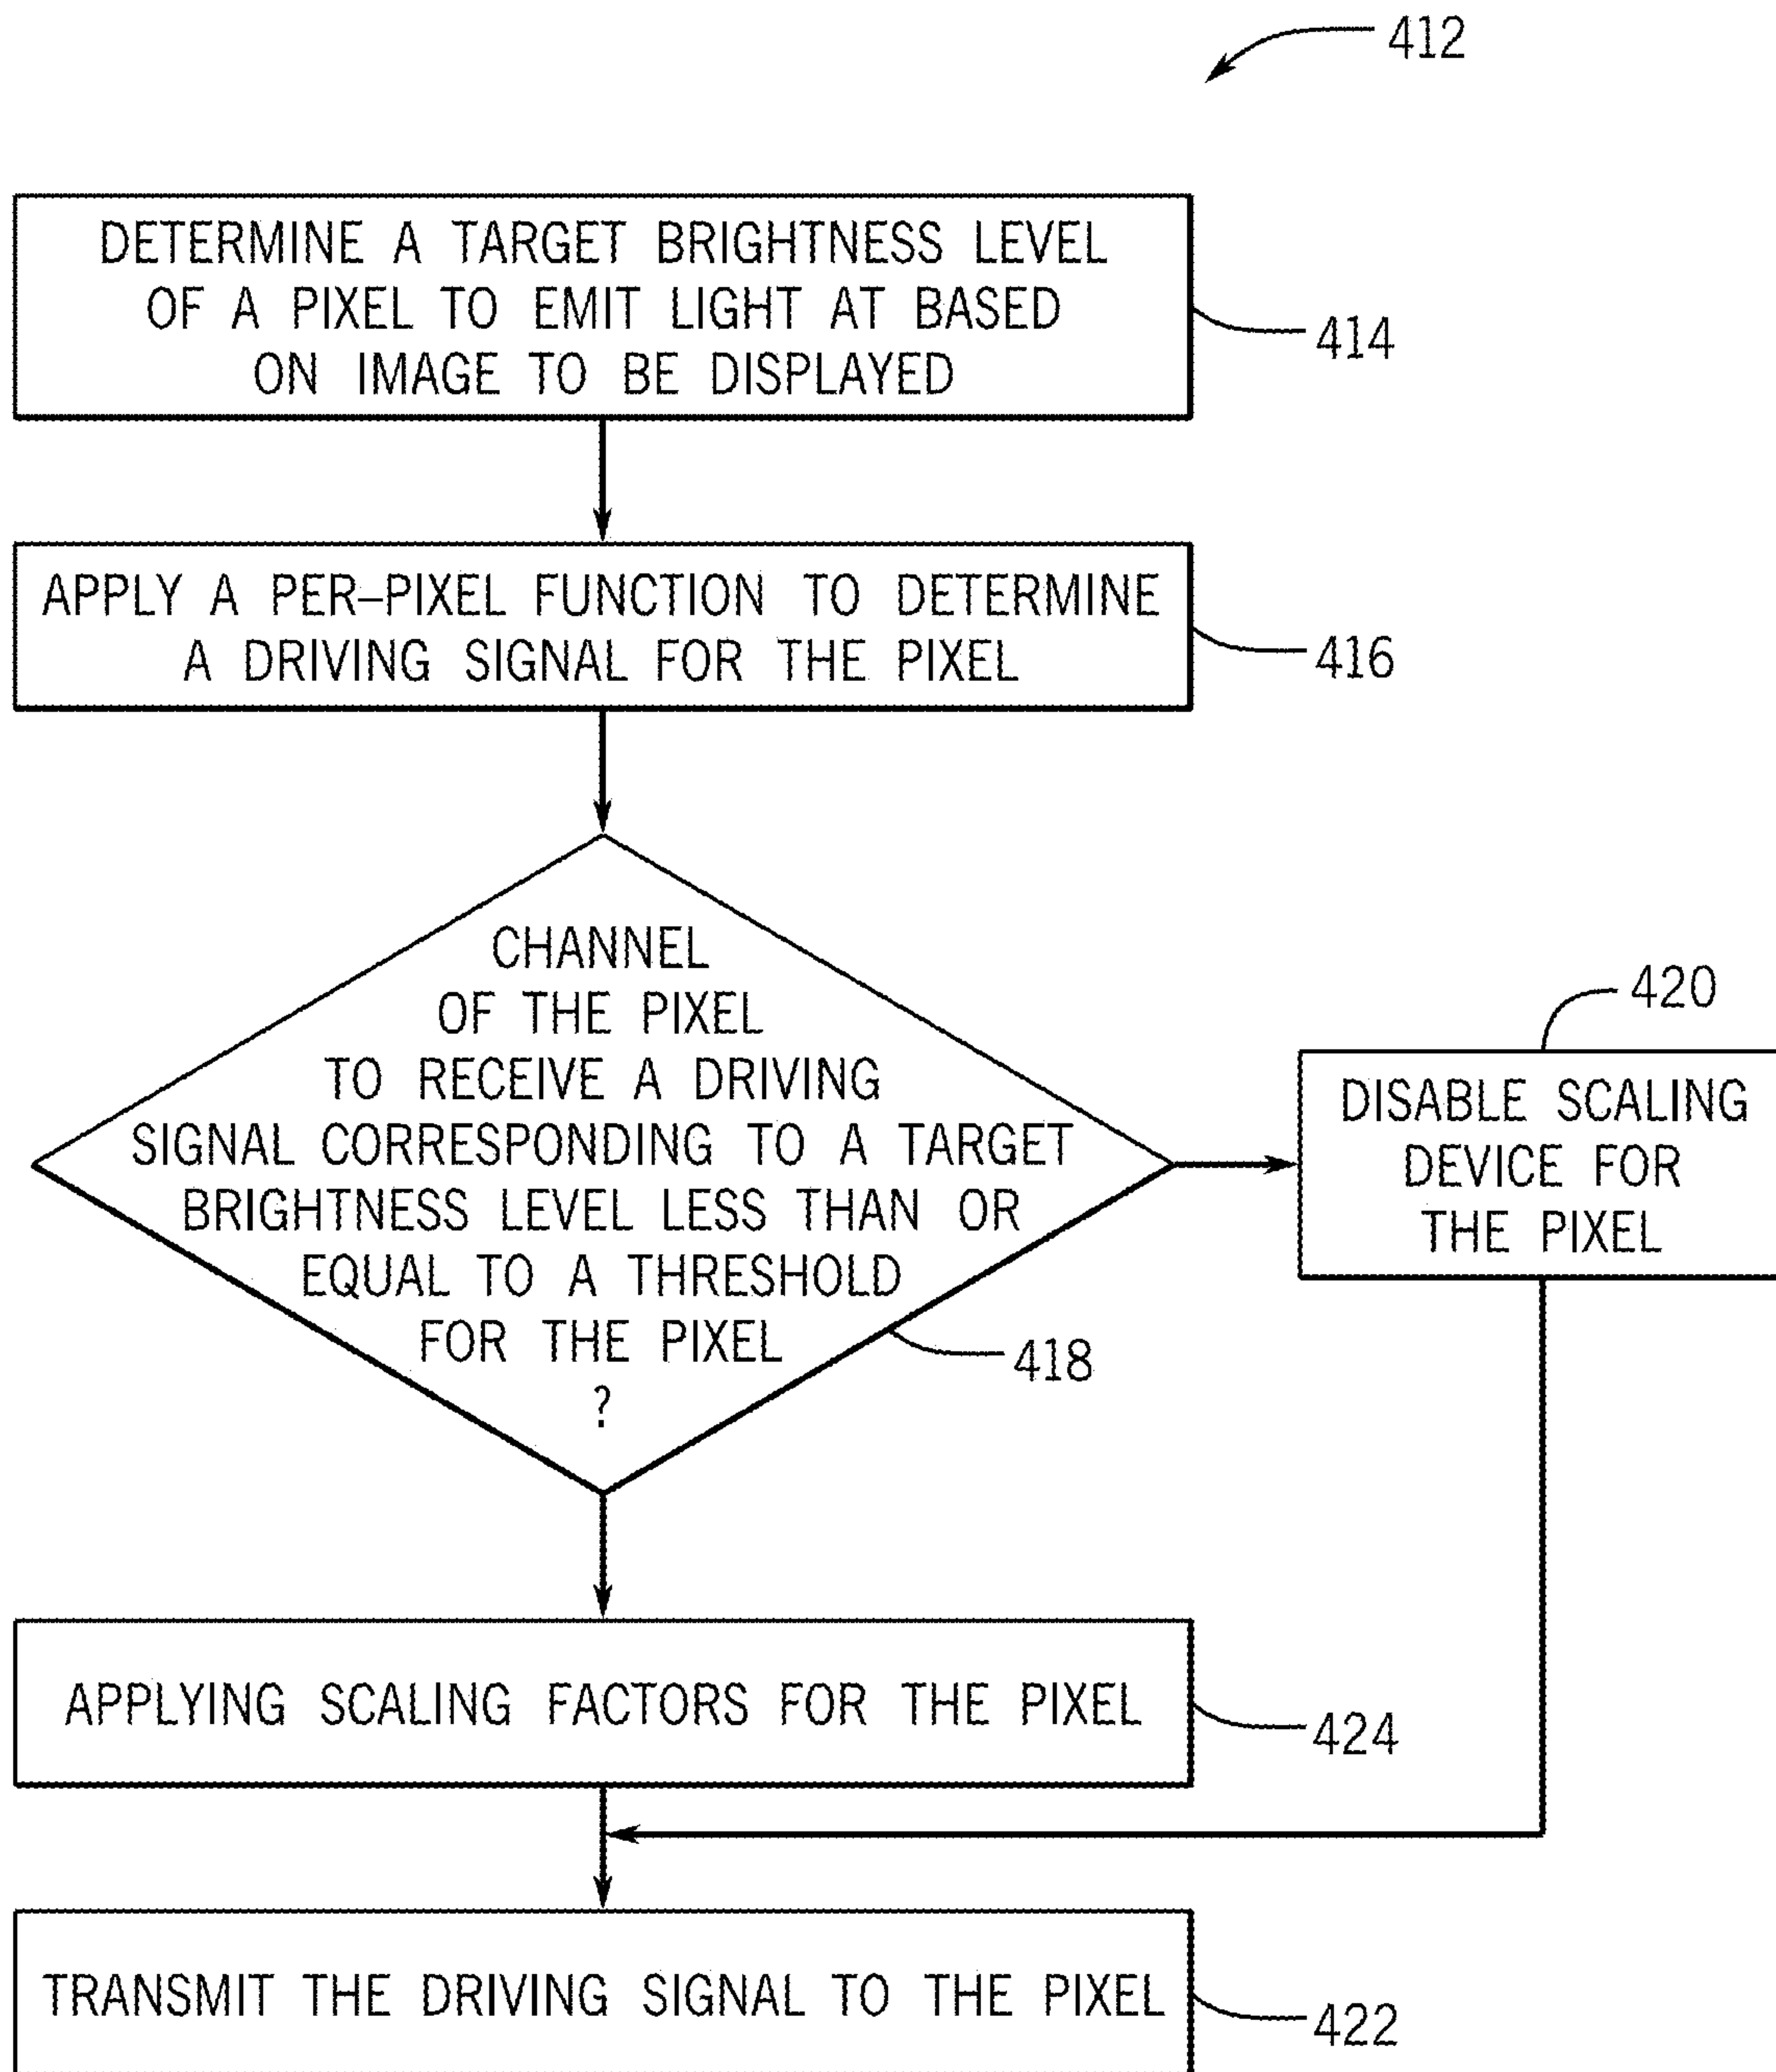 412
DETERMINE A TARGET BRIGHTNESS LEVEL
OF A PIXEL TO EMIT LIGHT AT BASED
ON IMAGE TO BE DISPLAYED
414
APPLY A PER–PIXEL FUNCTION TO DETERMINE
A DRIVING SIGNAL FOR THE PIXEL
416
CHANNEL
OF THE PIXEL
TO RECEIVE A DRIVING
SIGNAL CORRESPONDING TO A TARGET
BRIGHTNESS LEVEL LESS THAN OR
EQUAL TO A THRESHOLD
FOR THE PIXEL
?
418
420
DISABLE SCALING
DEVICE FOR
THE PIXEL
APPLYING SCALING FACTORS FOR THE PIXEL
424
TRANSMIT THE DRIVING SIGNAL TO THE PIXEL
422